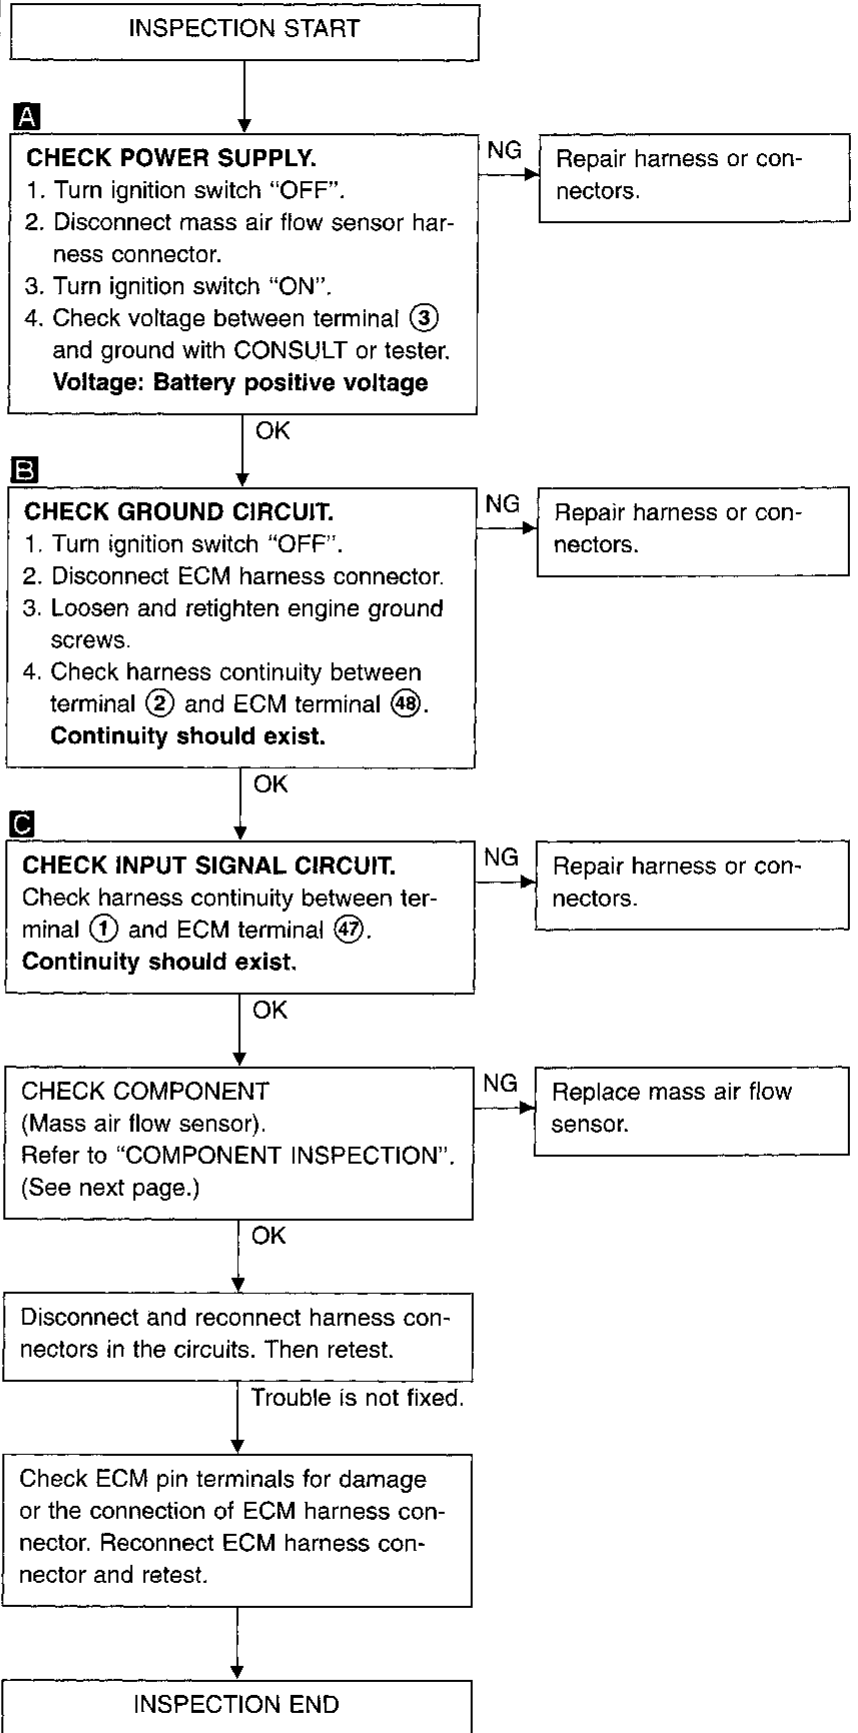 INSPECTION START
A
CHECK POWER SUPPLY.
1. Turn ignition switch “OFF”.
2. Disconnect mass air flow sensor har-
ness connector.
3. Turn ignition switch “ON”.
4. Check voltage between terminal ③
and ground with CONSULT or tester.
Voltage: Battery positive voltage
NG
Repair harness or con-
nectors.
OK
B
CHECK GROUND CIRCUIT.
1. Turn ignition switch “OFF”.
2. Disconnect ECM harness connector.
3. Loosen and retighten engine ground
screws.
4. Check harness continuity between
terminal ② and ECM terminal ㊽.
Continuity should exist.
NG
Repair harness or con-
nectors.
OK
C
CHECK INPUT SIGNAL CIRCUIT.
Check harness continuity between ter-
minal ① and ECM terminal ㊼.
Continuity should exist.
NG
Repair harness or con-
nectors.
OK
CHECK COMPONENT
(Mass air flow sensor).
Refer to “COMPONENT INSPECTION”.
(See next page.)
NG
Replace mass air flow
sensor.
OK
Disconnect and reconnect harness con-
nectors in the circuits. Then retest.
Trouble is not fixed.
Check ECM pin terminals for damage
or the connection of ECM harness con-
nector. Reconnect ECM harness con-
nector and retest.
INSPECTION END